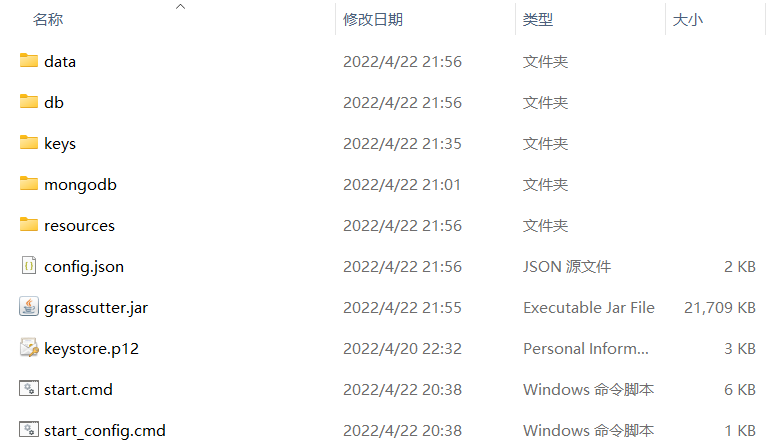 名称 修改日期 类型 大小
data 2022/4/22 21:56 文件夹
db 2022/4/22 21:56 文件夹
keys 2022/4/22 21:35 文件夹
mongodb 2022/4/22 21:01 文件夹
resources 2022/4/22 21:56 文件夹
config.json 2022/4/22 21:56 JSON 源文件 2 KB
grasscutter.jar 2022/4/22 21:55 Executable Jar File 21,709 KB
keystore.p12 2022/4/20 22:32 Personal Inform... 3 KB
start.cmd 2022/4/22 20:38 Windows 命令脚本 6 KB
start_config.cmd 2022/4/22 20:38 Windows 命令脚本 1 KB